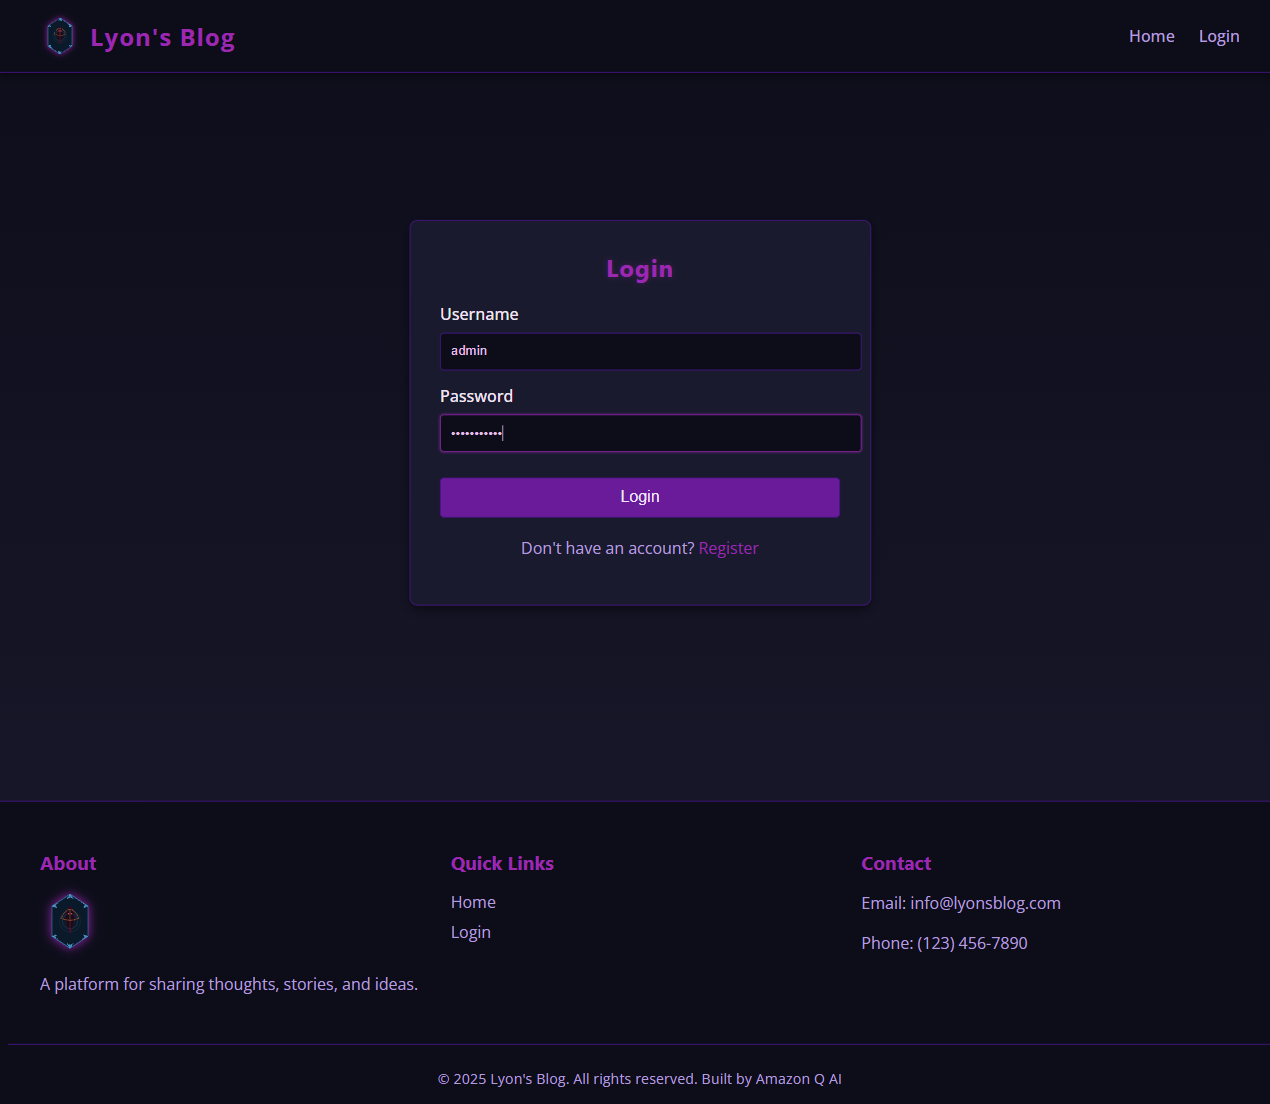 Lyon's Blog
Home Login
Login
Username
admin
Password
•••••••••••
Login
Don't have an account? Register
About
A platform for sharing thoughts, stories, and ideas.
Quick Links
Home
Login
Contact
Email: info@lyonsblog.com
Phone: (123) 456-7890
© 2025 Lyon's Blog. All rights reserved. Built by Amazon Q AI